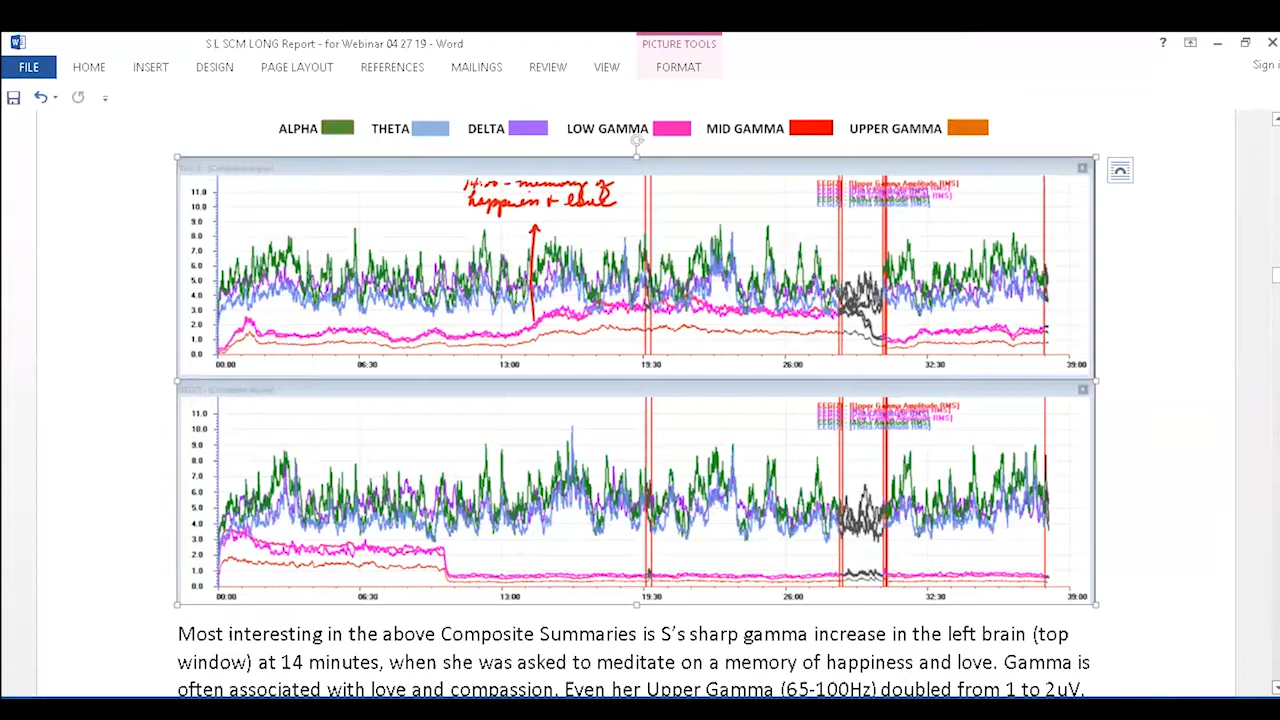 S L SCM LONG Report - for Webinar 04 27 19 - Word
PICTURE TOOLS
?
FILE HOME INSERT DESIGN PAGE LAYOUT REFERENCES MAILINGS REVIEW VIEW FORMAT
Sign i
ALPHA THETA DELTA LOW GAMMA MID GAMMA UPPER GAMMA
memory of
+
11.0
10.0
9.0
8.0
7.0
6.0
5.0
4.0
3.0
2.0
1.0
0.0
00:00 06:30 13:00 19:30 26:00 32:30 39:00
11.0
10.0
9.0
8.0
7.0
6.0
5.0
4.0
3.0
2.0
1.0
0.0
00:00 06:30 13:00 19:30 26:00 32:30 39:00
Most interesting in the above Composite Summaries is S’s sharp gamma increase in the left brain (top
window) at 14 minutes, when she was asked to meditate on a memory of happiness and love. Gamma is
often associated with love and compassion. Even her Upper Gamma (65-100Hz) doubled from 1 to 2uV.